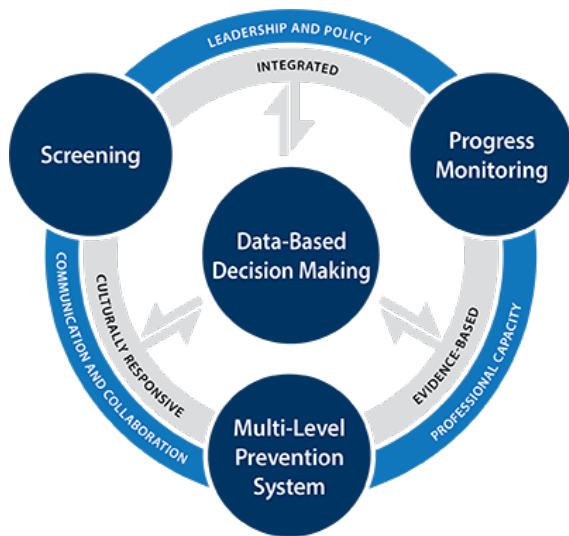 LEADERSHIP AND POLICY
INTEGRATED
Screening
Progress
Monitoring
Data-Based
Decision Making
COMMUNICATION AND COLLABORATION
CULTURALLY RESPONSIVE
EVIDENCE-BASED
PROFESSIONAL CAPACITY
Multi-Level
Prevention
System